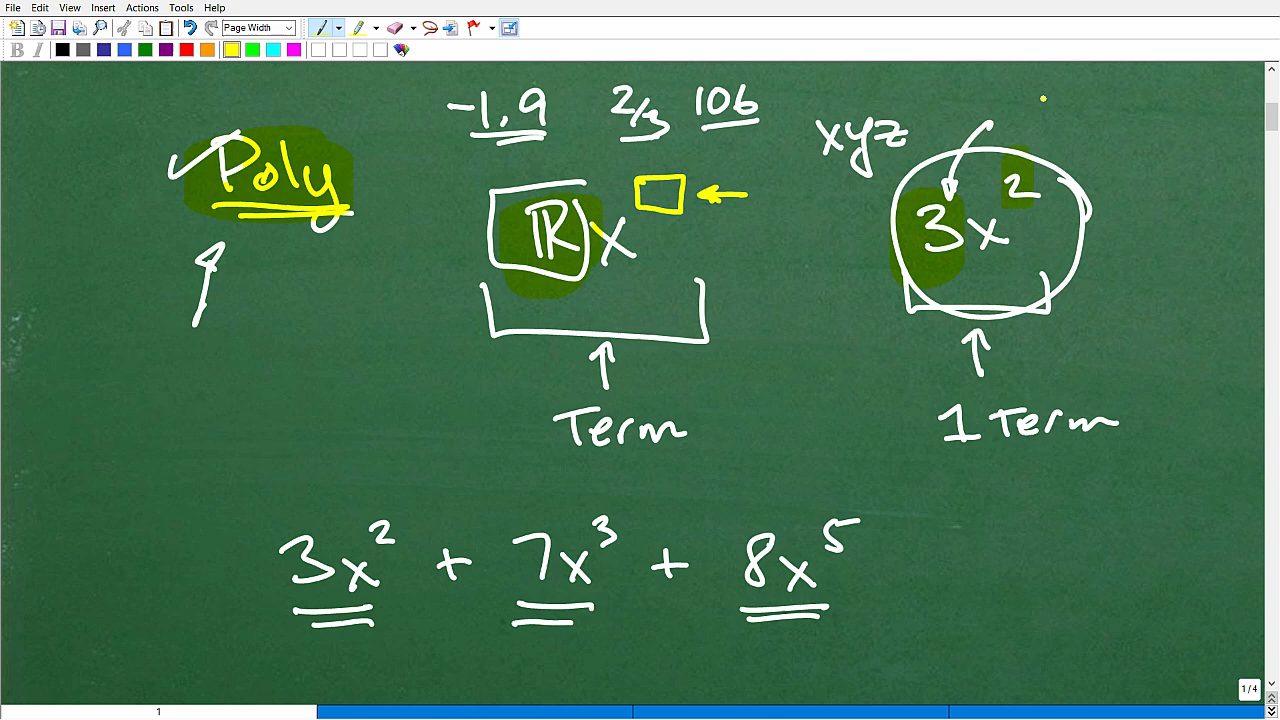 File Edit View Insert Actions Tools Help
Page Width
B I
-1.9 2/3 106
Poly
ℝx
xyz
3x²
Term
1 Term
3x² + 7x³ + 8x⁵
1/4
1